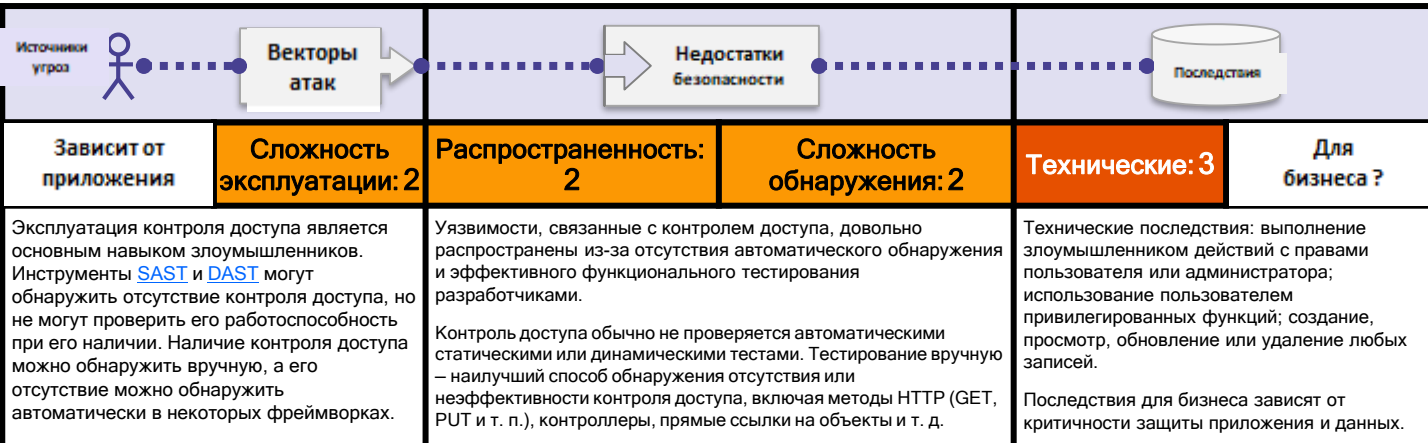 Источники
угроз
Векторы
атак
Недостатки
безопасности
Последствия
Зависит от
приложения
Сложность
эксплуатации: 2
Распространенность:
2
Сложность
обнаружения: 2
Технические: 3
Для
бизнеса ?
Эксплуатация контроля доступа является
основным навыком злоумышленников.
Инструменты SAST и DAST могут
обнаружить отсутствие контроля доступа, но
не могут проверить его работоспособность
при его наличии. Наличие контроля доступа
можно обнаружить вручную, а его
отсутствие можно обнаружить
автоматически в некоторых фреймворках.
Уязвимости, связанные с контролем доступа, довольно
распространены из-за отсутствия автоматического обнаружения
и эффективного функционального тестирования
разработчиками.
Контроль доступа обычно не проверяется автоматическими
статическими или динамическими тестами. Тестирование вручную
– наилучший способ обнаружения отсутствия или
неэффективности контроля доступа, включая методы HTTP (GET,
PUT и т. п.), контроллеры, прямые ссылки на объекты и т. д.
Технические последствия: выполнение
злоумышленником действий с правами
пользователя или администратора;
использование пользователем
привилегированных функций; создание,
просмотр, обновление или удаление любых
записей.
Последствия для бизнеса зависят от
критичности защиты приложения и данных.